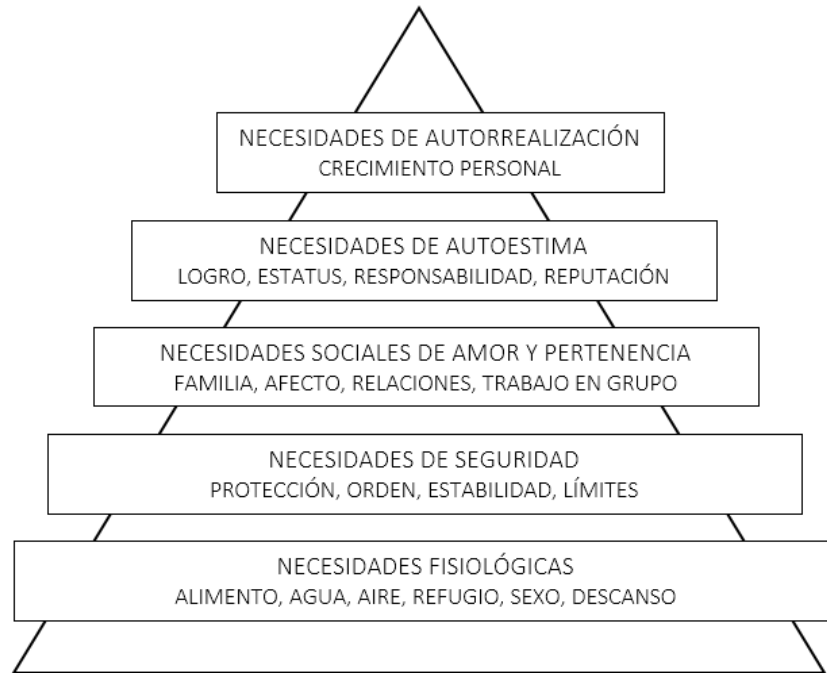 NECESIDADES DE AUTORREALIZACIÓN
CRECIMIENTO PERSONAL
NECESIDADES DE AUTOESTIMA
LOGRO, ESTATUS, RESPONSABILIDAD, REPUTACIÓN
NECESIDADES SOCIALES DE AMOR Y PERTENENCIA
FAMILIA, AFECTO, RELACIONES, TRABAJO EN GRUPO
NECESIDADES DE SEGURIDAD
PROTECCIÓN, ORDEN, ESTABILIDAD, LÍMITES
NECESIDADES FISIOLÓGICAS
ALIMENTO, AGUA, AIRE, REFUGIO, SEXO, DESCANSO